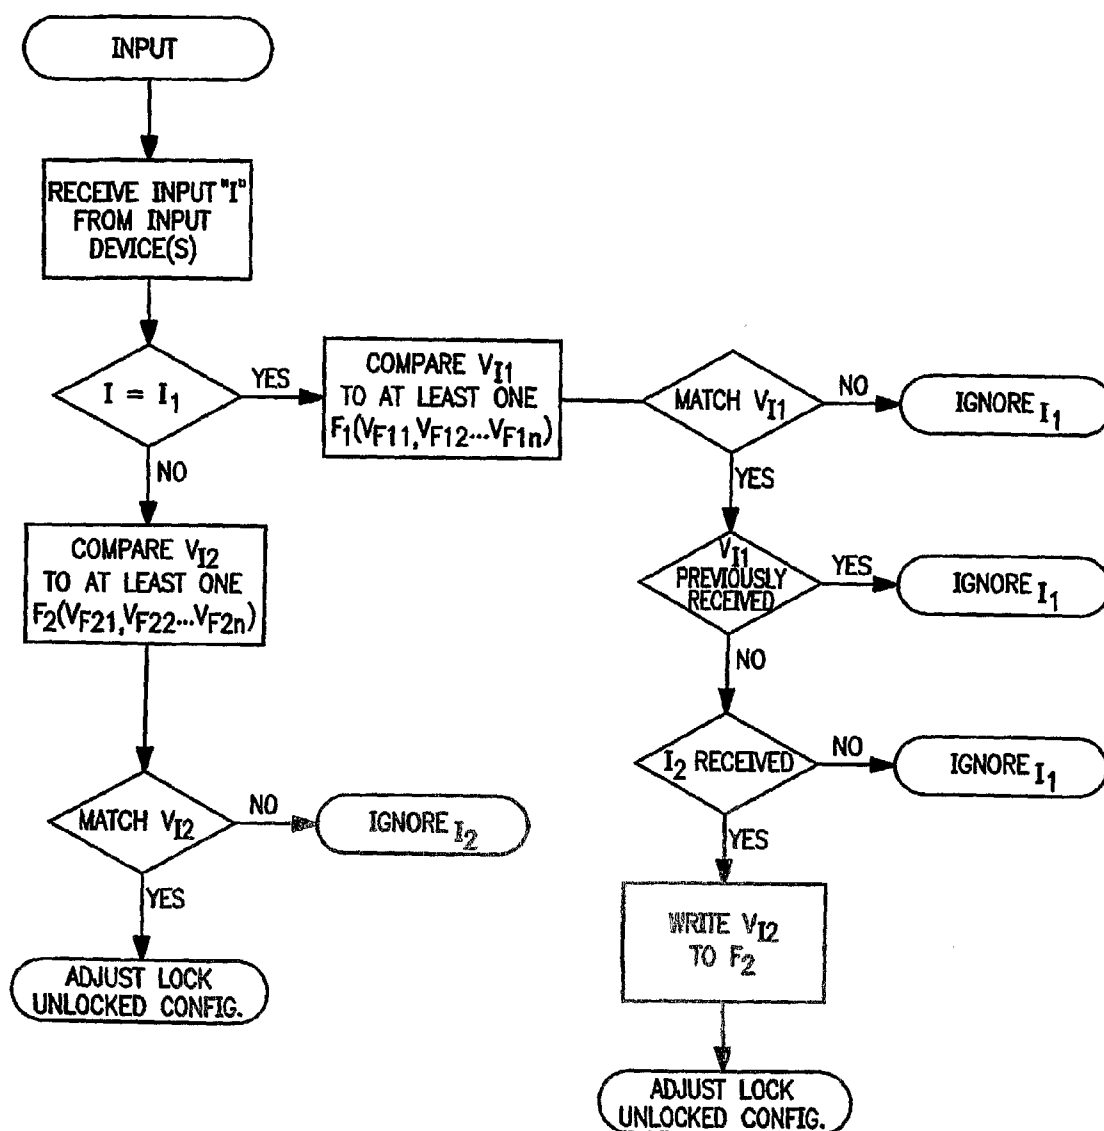 INPUT
RECEIVE INPUT "I"
FROM INPUT
DEVICE(S)
I = I1
YES
NO
COMPARE VI1
TO AT LEAST ONE
F1(VF11,VF12...VF1n)
MATCH VI1
NO
IGNORE I1
YES
VI1
PREVIOUSLY
RECEIVED
YES
IGNORE I1
NO
I2 RECEIVED
NO
IGNORE I1
YES
WRITE VI2
TO F2
ADJUST LOCK
UNLOCKED CONFIG.
COMPARE VI2
TO AT LEAST ONE
F2(VF21,VF22...VF2n)
MATCH VI2
NO
IGNORE I2
YES
ADJUST LOCK
UNLOCKED CONFIG.